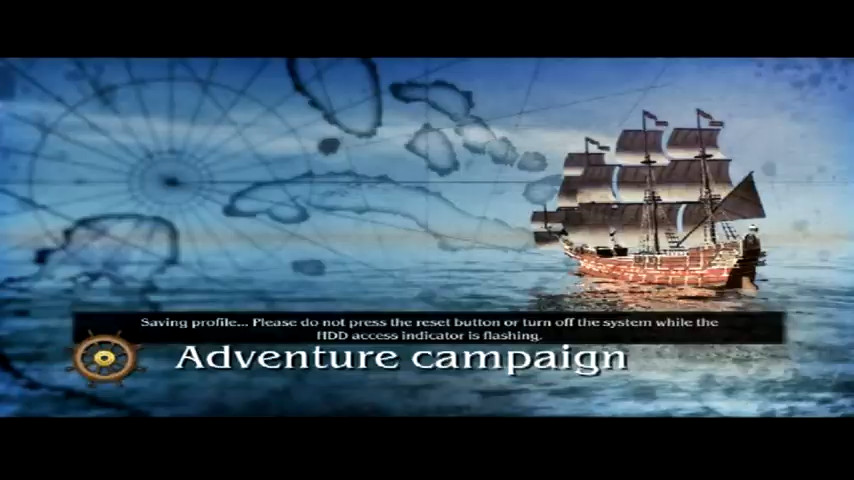 Saving profile... Please do not press the reset button or turn off the system while the
HDD access indicator is flashing.
Adventure campaign